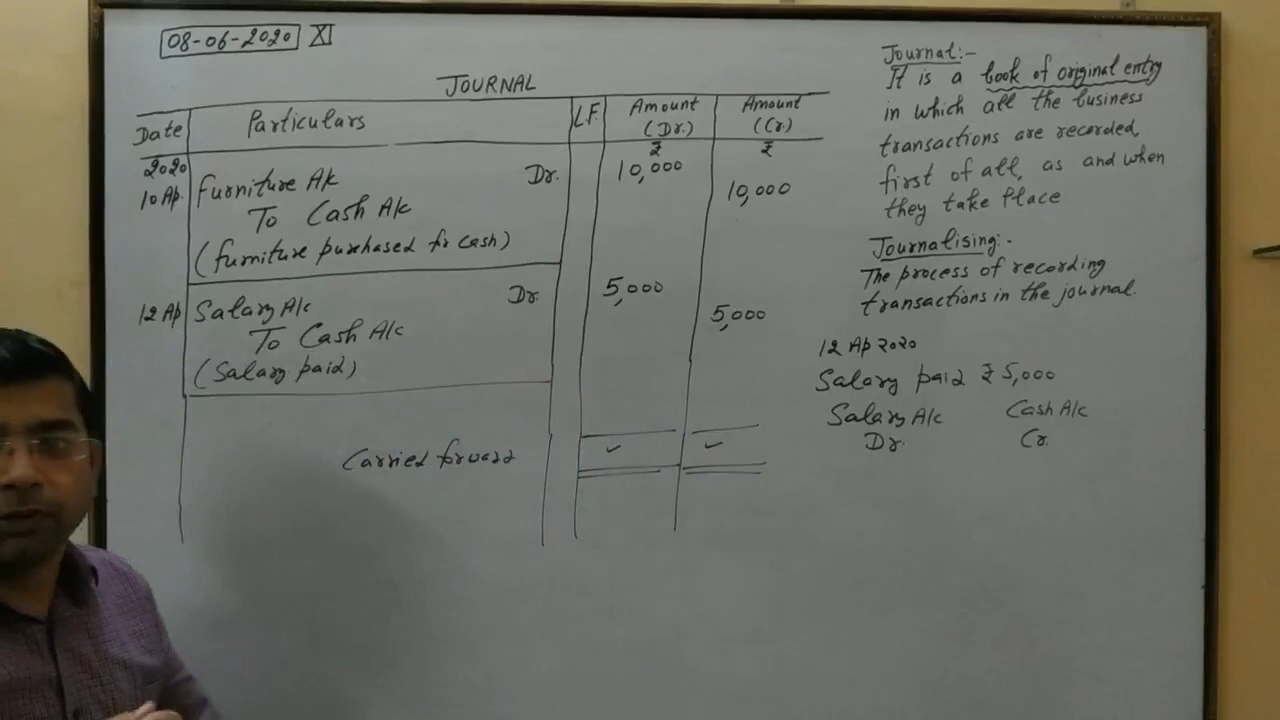 08-06-2020 XI
JOURNAL
Date Particulars L.F. Amount (Dr.) Amount (Cr.)
2020 ₹ ₹
10 Ap. Furniture A/c Dr. 10,000
To Cash A/c 10,000
(furniture purchased for cash)
12 Ap Salary A/c Dr. 5,000
To Cash A/c 5,000
(Salary paid)
Carried forward ✓ ✓
Journal:-
It is a book of original entry
in which all the business
transactions are recorded,
first of all, as and when
they take place
Journalising:-
The process of recording
transactions in the journal.
12 Ap 2020
Salary paid ₹ 5,000
Salary A/c Cash A/c
Dr. Cr.